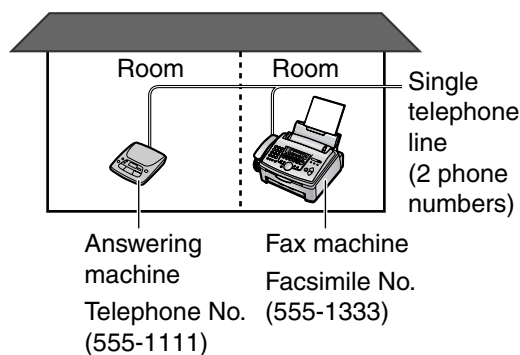 Room
Room
Single
telephone
line
(2 phone
numbers)
Answering
machine
Telephone No.
(555-1111)
Fax machine
Facsimile No.
(555-1333)